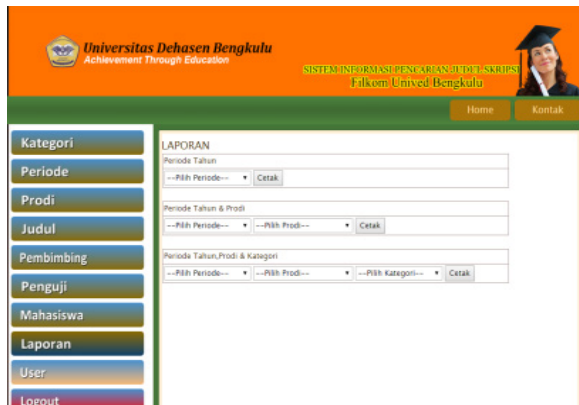 Universitas Dehasen Bengkulu
Achievement Through Education
SISTEM INFORMASI PENCARIAN JUDUL SKRIPSI
Filkom Unived Bengkulu
Home Kontak
Kategori
Periode
Prodi
Judul
Pembimbing
Penguji
Mahasiswa
Laporan
User
Logout
LAPORAN
Periode Tahun
---Pilih Periode--- Cetak
Periode Tahun & Prodi
---Pilih Periode--- ---Pilih Prodi--- Cetak
Periode Tahun,Prodi & Kategori
---Pilih Periode--- ---Pilih Prodi--- ---Pilih Kategori--- Cetak